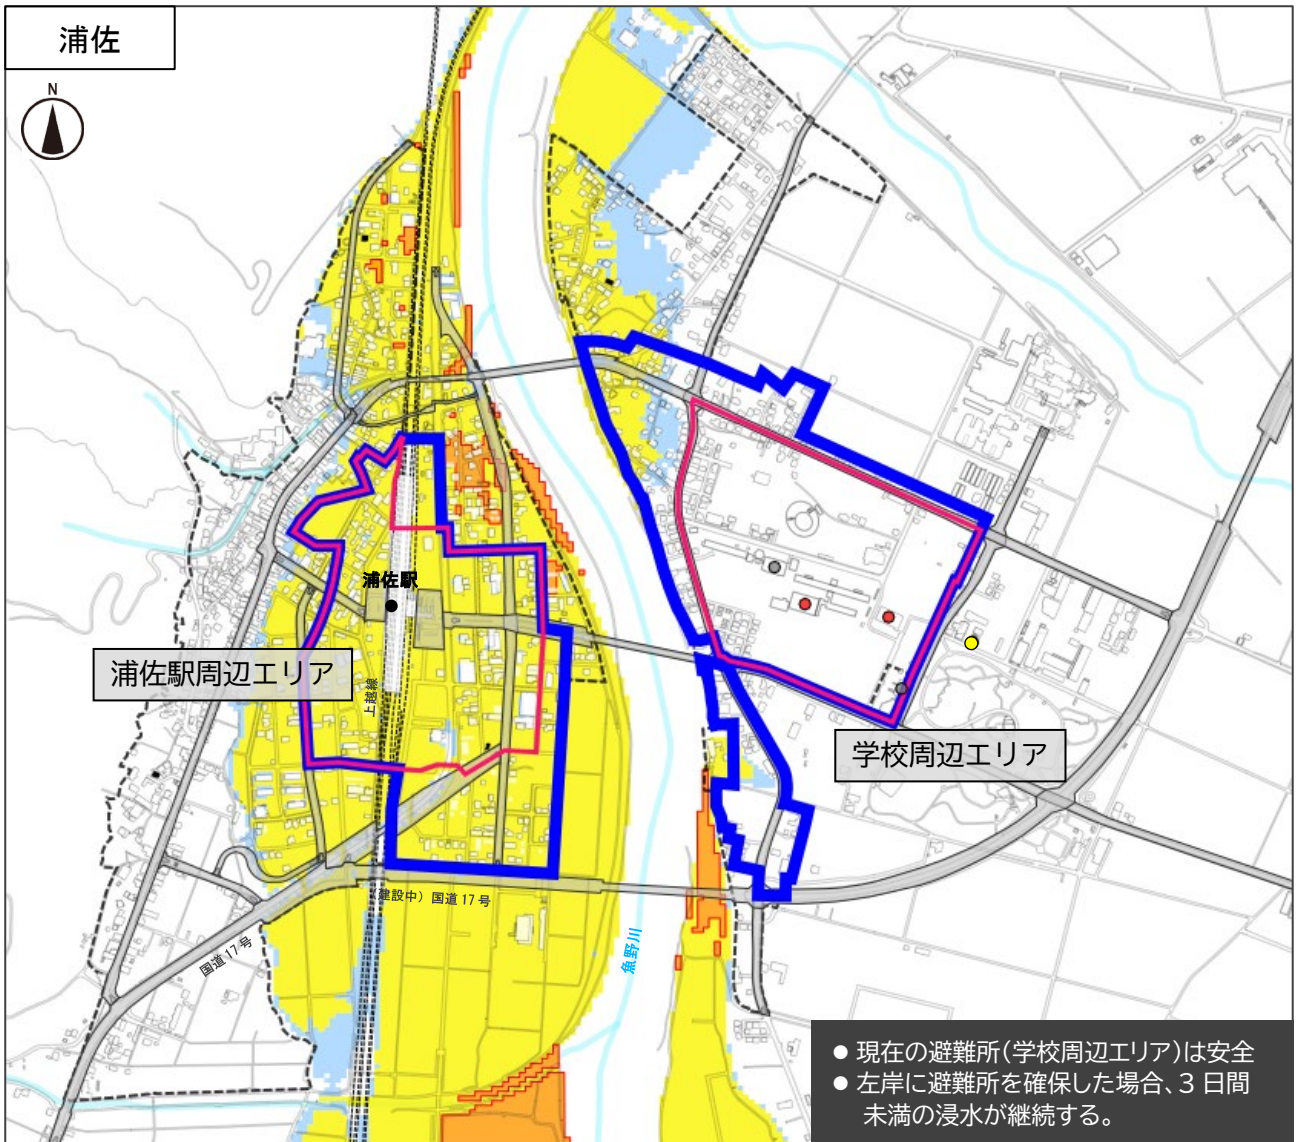 浦佐
N
浦佐駅
浦佐駅周辺エリア
上越線
学校周辺エリア
（建設中）国道17号
国道17号
魚野川
● 現在の避難所（学校周辺エリア）は安全
● 左岸に避難所を確保した場合、3日間
未満の浸水が継続する。